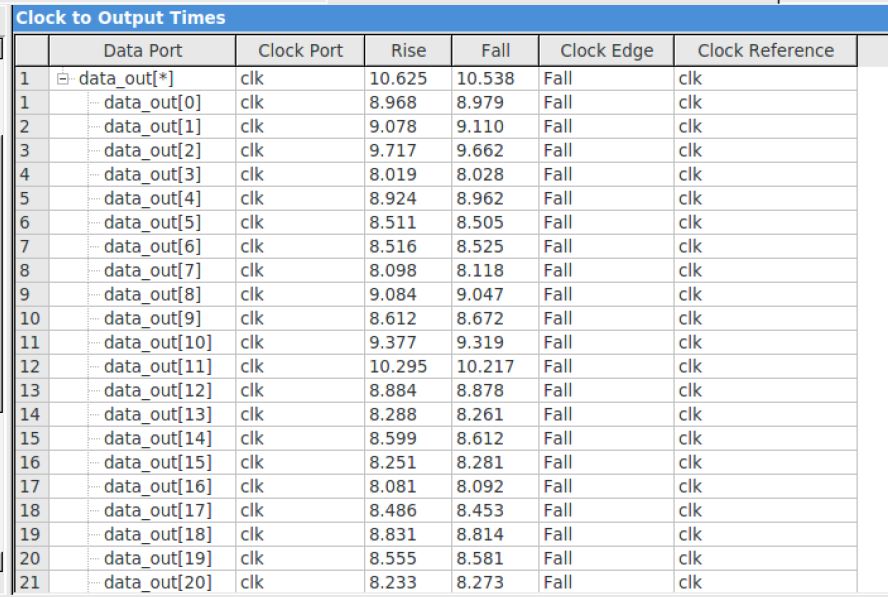 Clock to Output Times
Data Port Clock Port Rise Fall Clock Edge Clock Reference
1 data_out[*] clk 10.625 10.538 Fall clk
1 data_out[0] clk 8.968 8.979 Fall clk
2 data_out[1] clk 9.078 9.110 Fall clk
3 data_out[2] clk 9.717 9.662 Fall clk
4 data_out[3] clk 8.019 8.028 Fall clk
5 data_out[4] clk 8.924 8.962 Fall clk
6 data_out[5] clk 8.511 8.505 Fall clk
7 data_out[6] clk 8.516 8.525 Fall clk
8 data_out[7] clk 8.098 8.118 Fall clk
9 data_out[8] clk 9.084 9.047 Fall clk
10 data_out[9] clk 8.612 8.672 Fall clk
11 data_out[10] clk 9.377 9.319 Fall clk
12 data_out[11] clk 10.295 10.217 Fall clk
13 data_out[12] clk 8.884 8.878 Fall clk
14 data_out[13] clk 8.288 8.261 Fall clk
15 data_out[14] clk 8.599 8.612 Fall clk
16 data_out[15] clk 8.251 8.281 Fall clk
17 data_out[16] clk 8.081 8.092 Fall clk
18 data_out[17] clk 8.486 8.453 Fall clk
19 data_out[18] clk 8.831 8.814 Fall clk
20 data_out[19] clk 8.555 8.581 Fall clk
21 data_out[20] clk 8.233 8.273 Fall clk